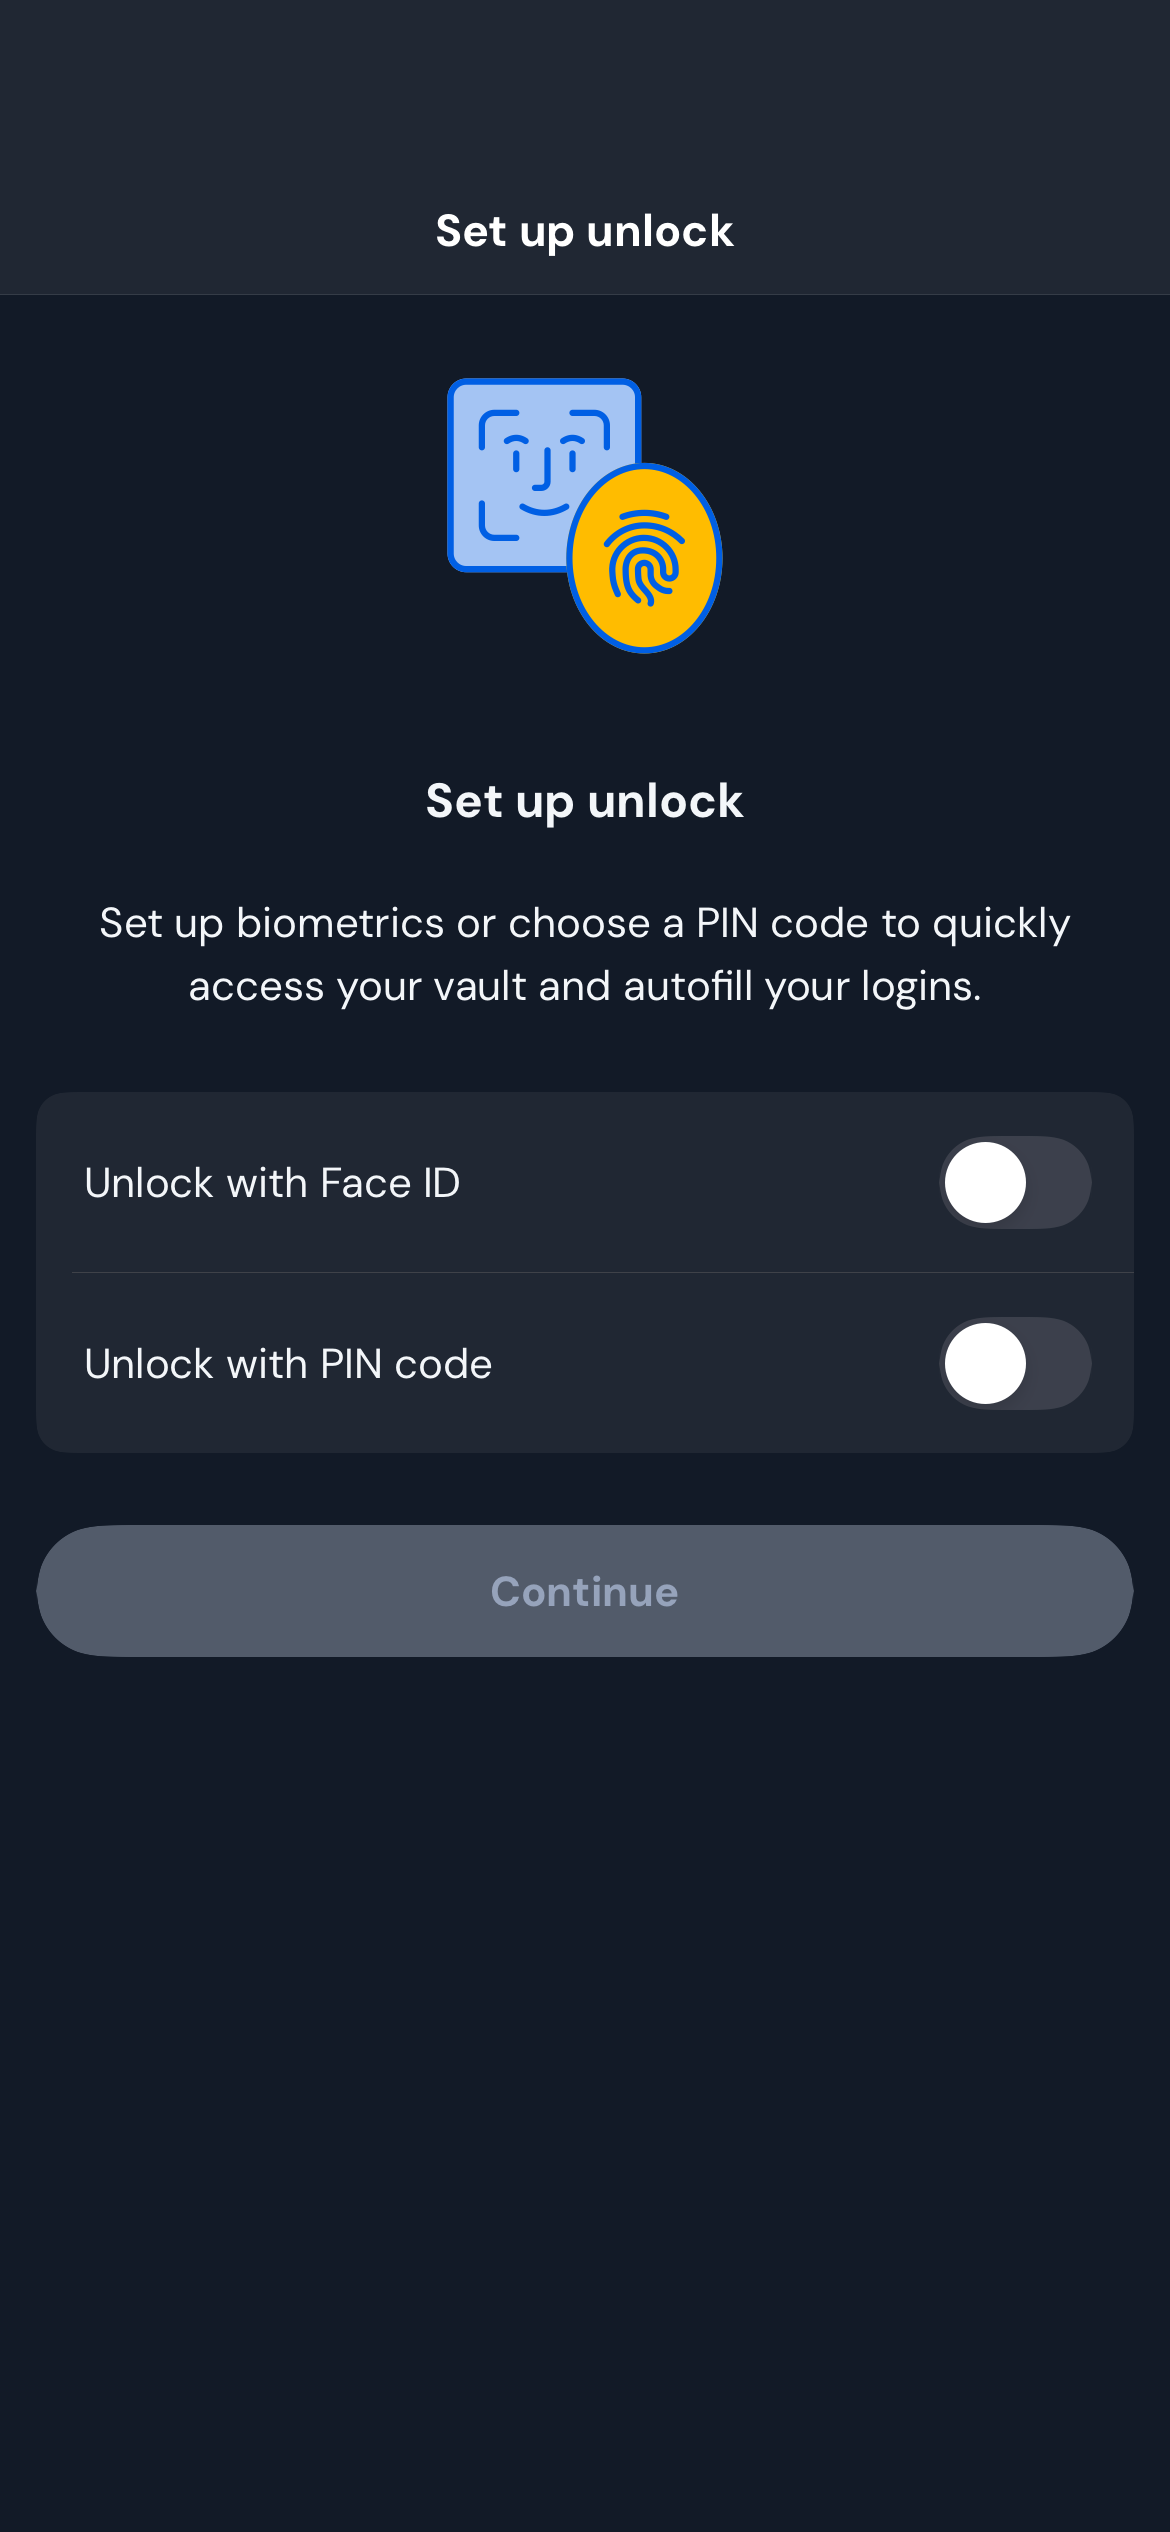 Set up unlock
Set up unlock
Set up biometrics or choose a PIN code to quickly
access your vault and autofill your logins.
Unlock with Face ID
Unlock with PIN code
Continue